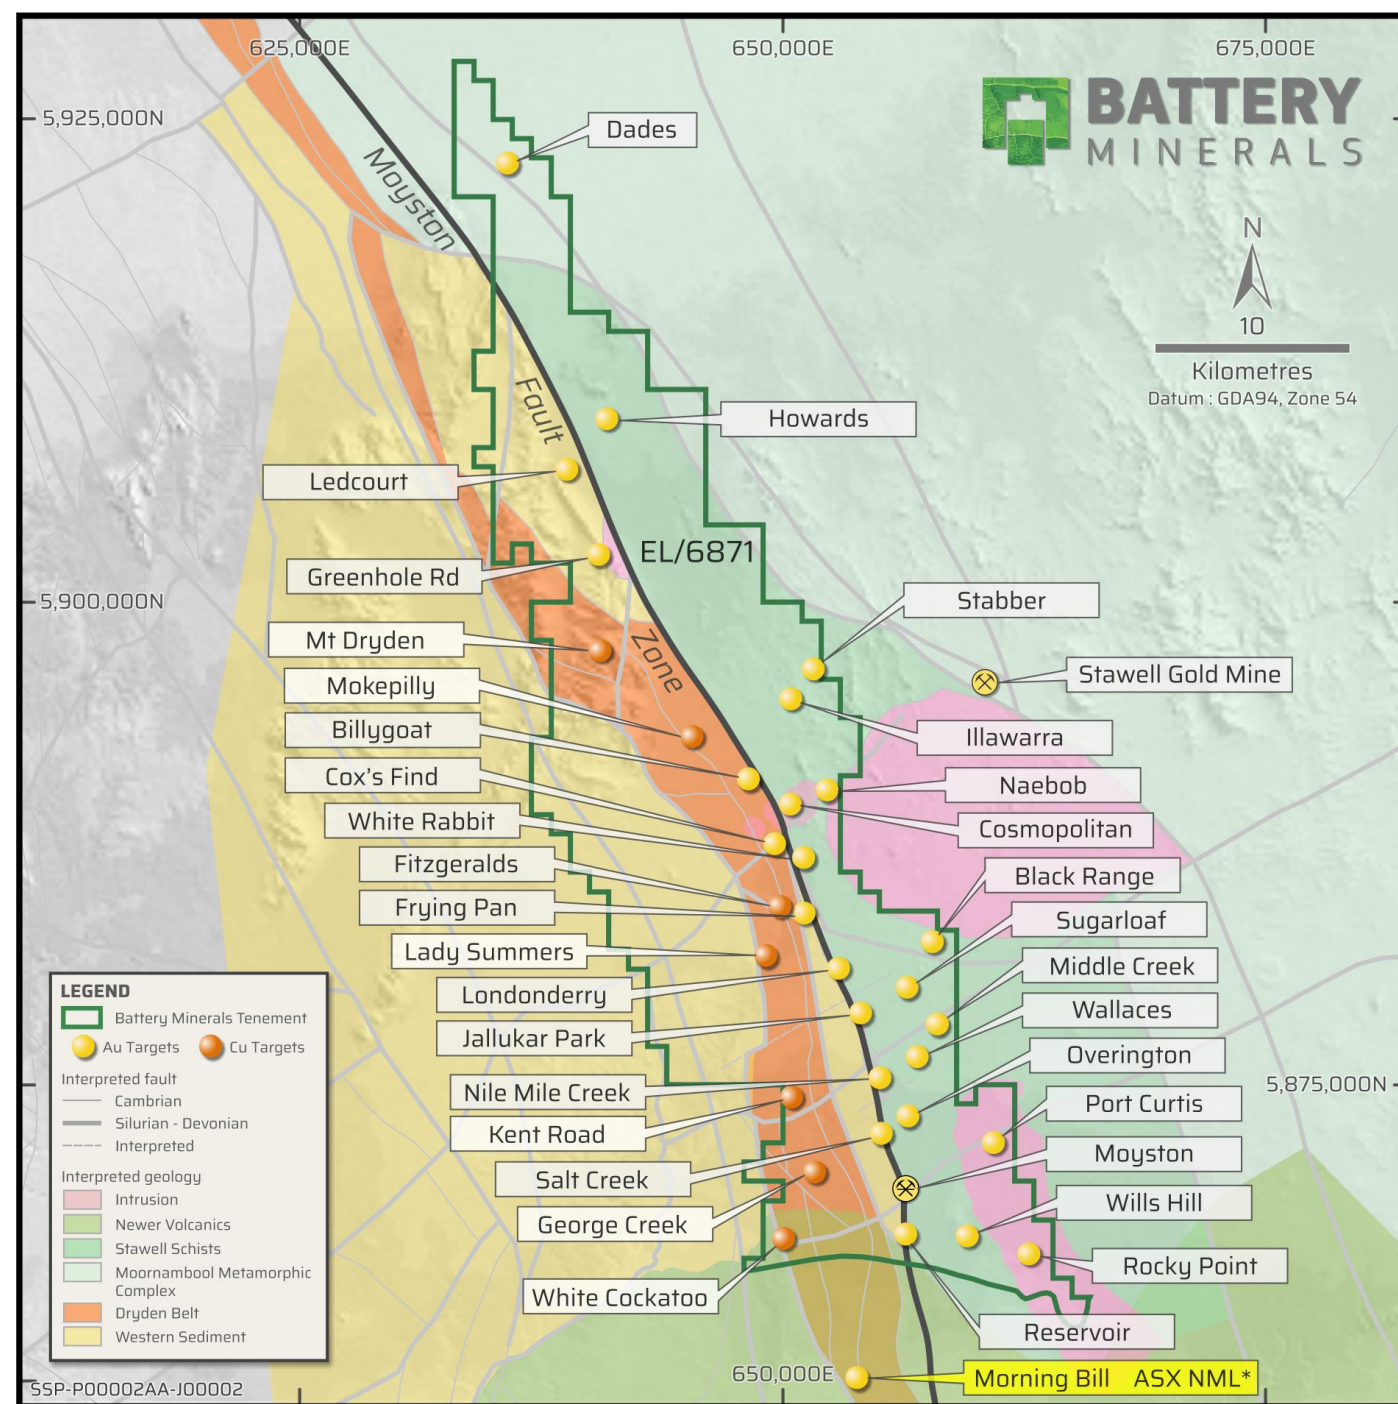 625,000E
650,000E
675,000E
5,925,000N
BATTERY
MINERALS
Dades
Moyston
N
10
Kilometres
Datum : GDA94, Zone 54
Fault
Howards
Ledcourt
EL/6871
Greenhole Rd
5,900,000N
Stabber
Mt Dryden
Zone
Stawell Gold Mine
Mokepilly
Billygoat
Illawarra
Cox's Find
Naebob
White Rabbit
Cosmopolitan
Fitzgeralds
Black Range
Frying Pan
Sugarloaf
Lady Summers
Middle Creek
Londonderry
Wallaces
Jallukar Park
Overington
Nile Mile Creek
5,875,000N
Port Curtis
Kent Road
Moyston
Salt Creek
Wills Hill
George Creek
Rocky Point
White Cockatoo
Reservoir
650,000E
Morning Bill ASX NML*
LEGEND
Battery Minerals Tenement
Au Targets
Cu Targets
Interpreted fault
Cambrian
Silurian - Devonian
Interpreted
Interpreted geology
Intrusion
Newer Volcanics
Stawell Schists
Moornambool Metamorphic
Complex
Dryden Belt
Western Sediment
SSP-P00002AA-J00002